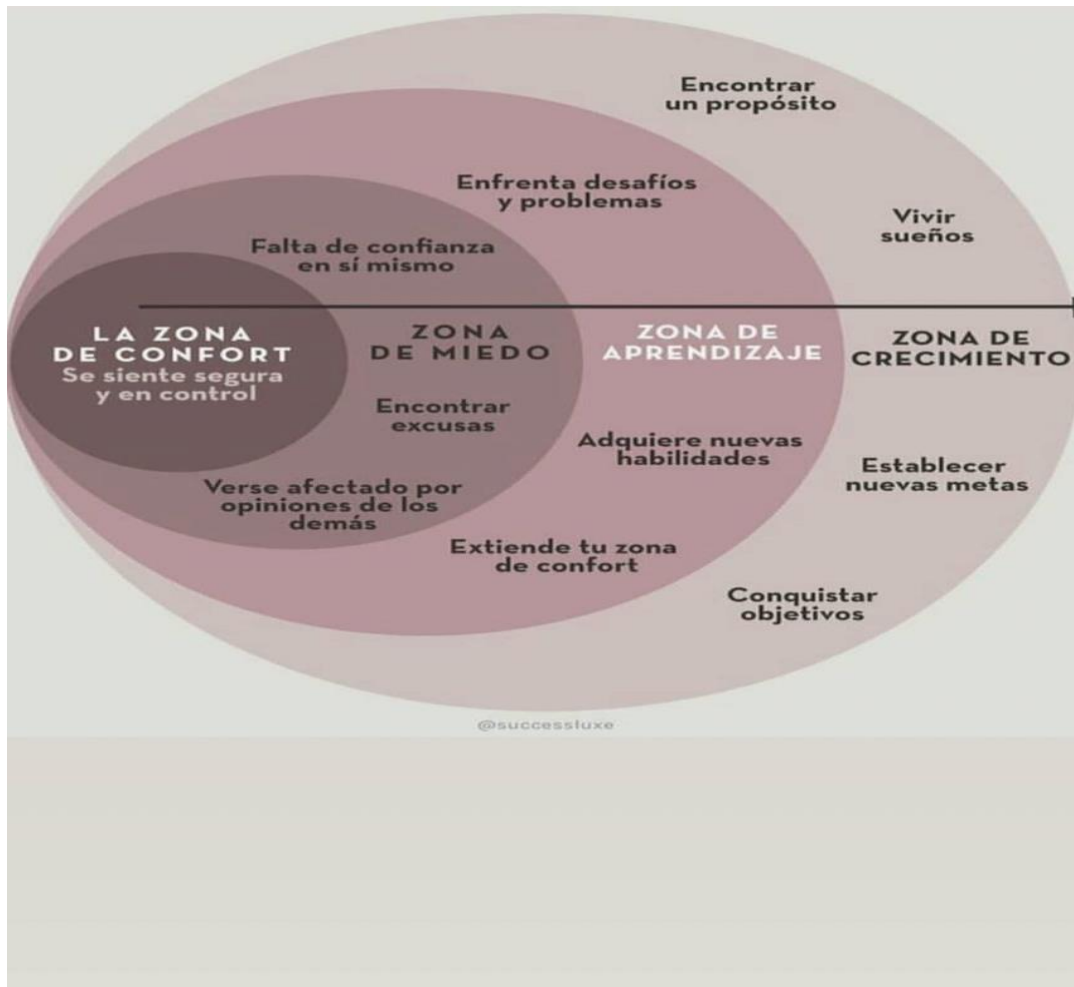 Encontrar
un propósito
Enfrenta desafíos
y problemas
Vivir
sueños
Falta de confianza
en sí mismo
LA ZONA
DE CONFORT
Se siente segura
y en control
ZONA
DE MIEDO
ZONA DE
APRENDIZAJE
ZONA DE
CRECIMIENTO
Encontrar
excusas
Adquiere nuevas
habilidades
Establecer
nuevas metas
Verse afectado por
opiniones de los
demás
Extiende tu zona
de confort
Conquistar
objetivos
@successluxe